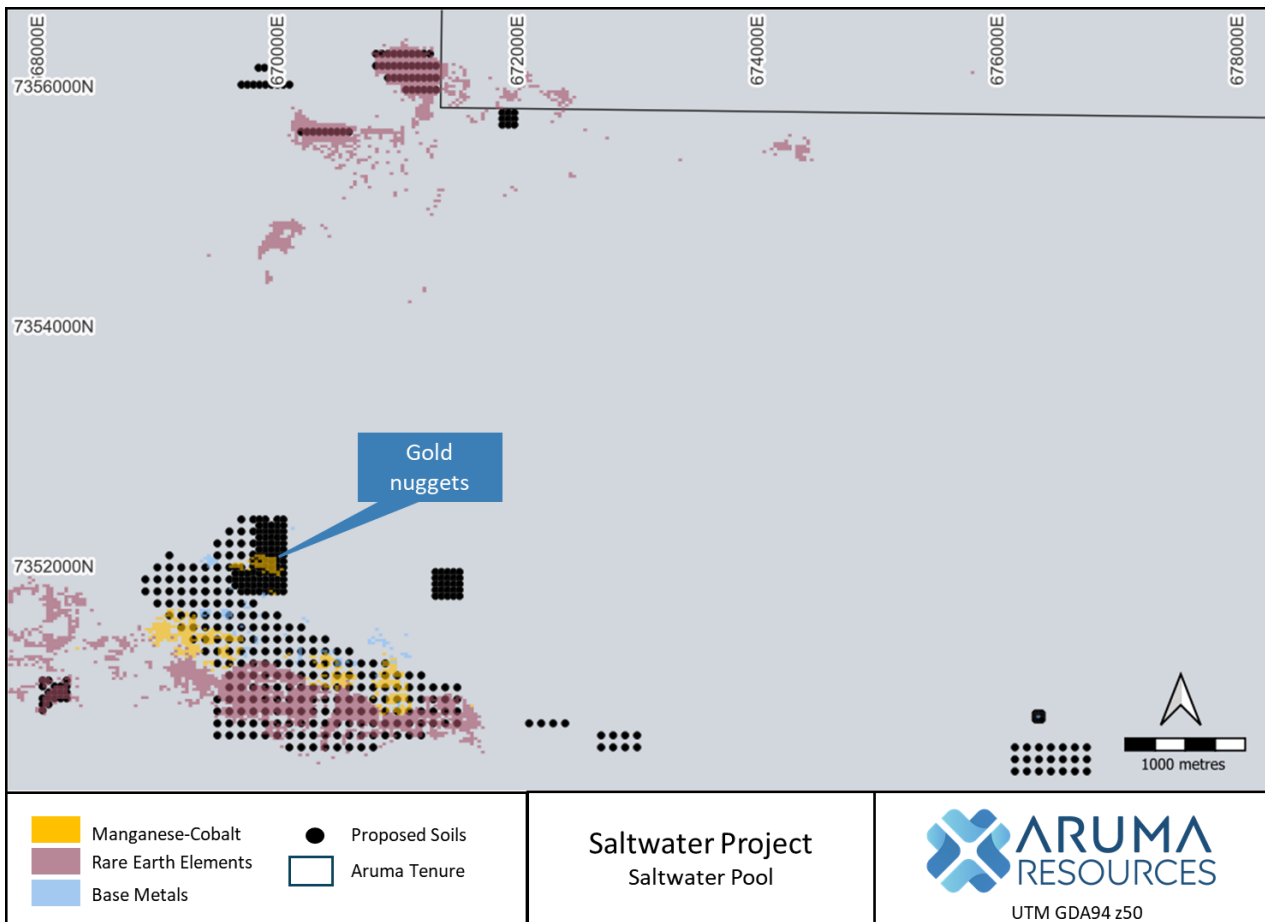 668000E
670000E
672000E
674000E
676000E
678000E
7356000N
7354000N
Gold
nuggets
7352000N
1000 metres
Manganese-Cobalt
Rare Earth Elements
Base Metals
Proposed Soils
Aruma Tenure
Saltwater Project
Saltwater Pool
ARUMA
RESOURCES
UTM GDA94 z50